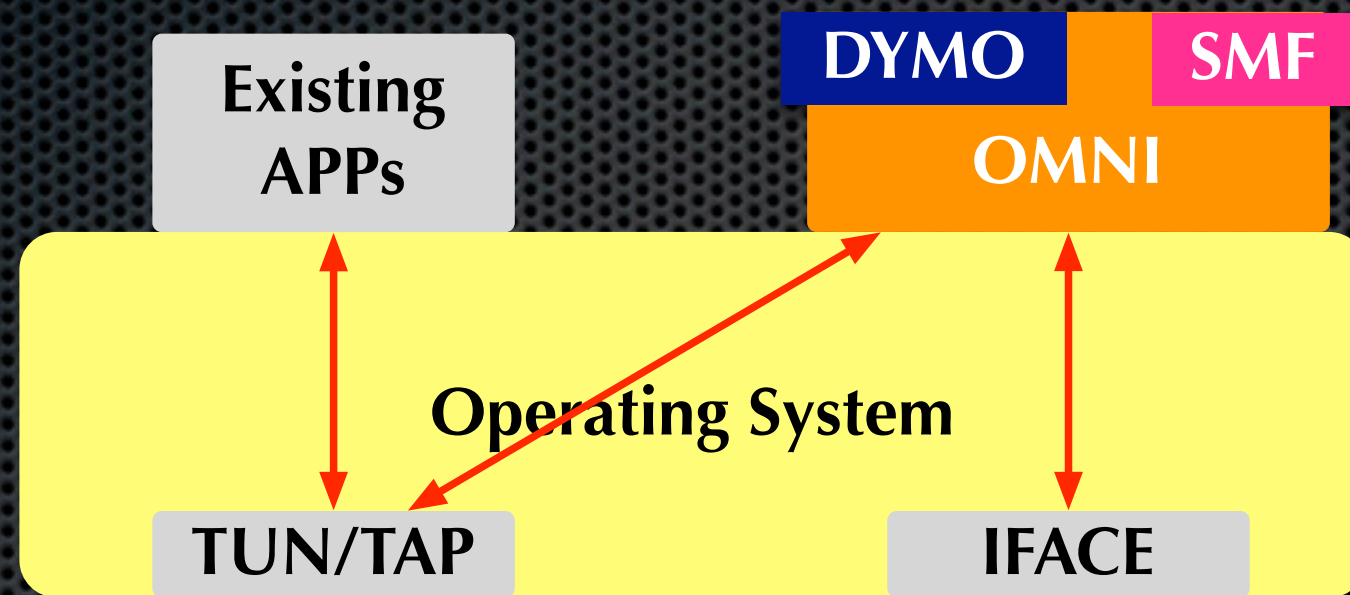 Existing
APPs
DYMO
SMF
OMNI
Operating System
TUN/TAP
IFACE